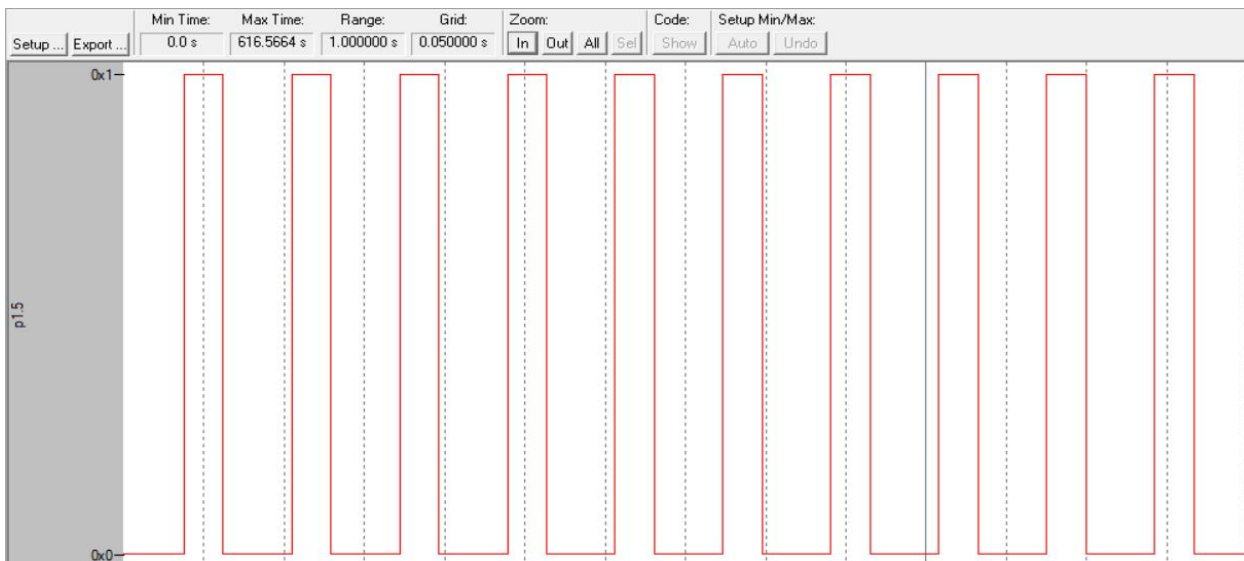 Min Time: Max Time: Range: Grid: Zoom: Code: Setup Min/Max:
Setup ... Export ... 0.0 s 616.5664 s 1.000000 s 0.050000 s In Out All Sel Show Auto Undo
0x1
p1.5
0x0